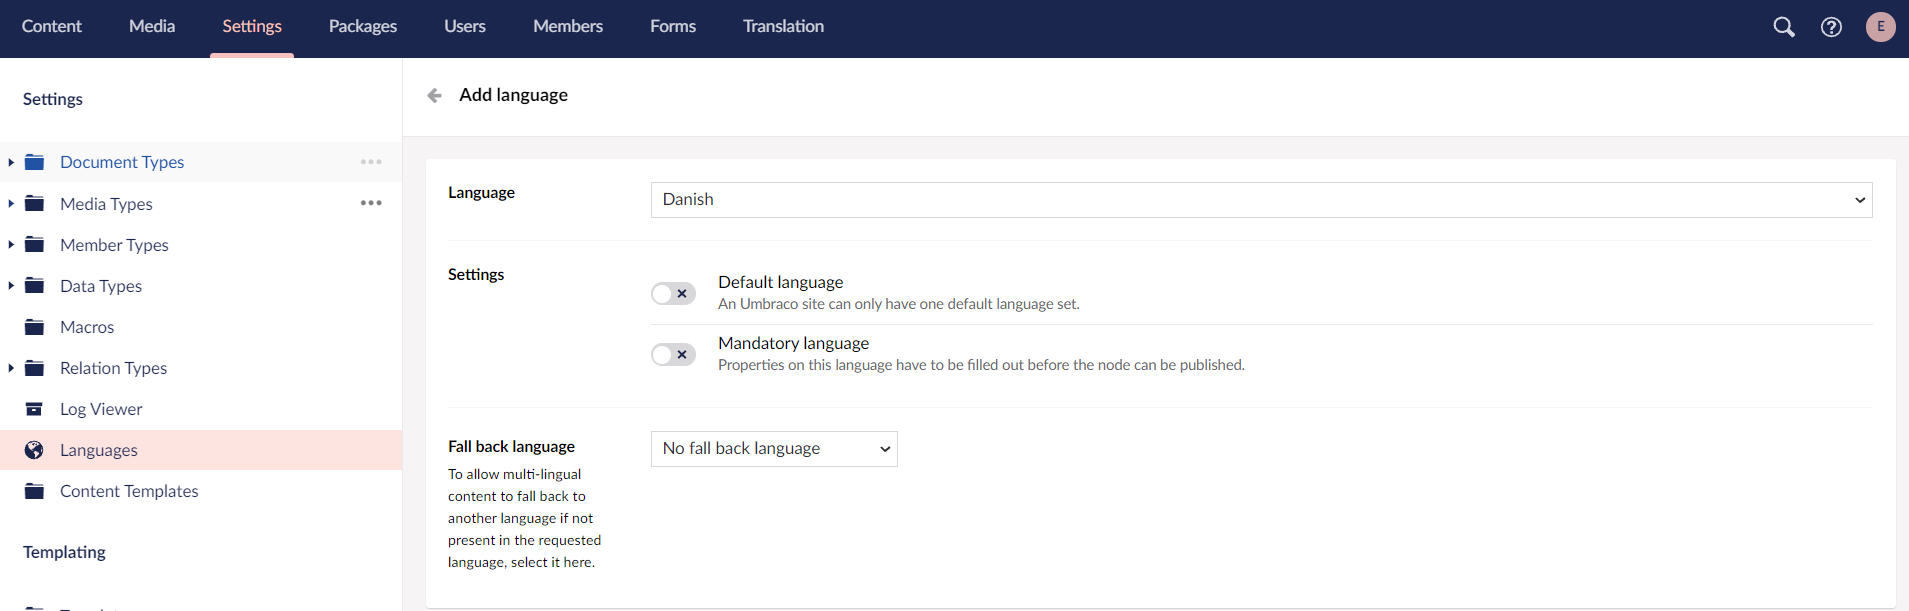 Content Media Settings Packages Users Members Forms Translation E
Settings
Add language
Document Types
Media Types
Member Types
Data Types
Macros
Relation Types
Log Viewer
Languages
Content Templates
Templating
Language
Danish
Settings
Default language
An Umbraco site can only have one default language set.
Mandatory language
Properties on this language have to be filled out before the node can be published.
Fall back language
To allow multi-lingual
content to fall back to
another language if not
present in the requested
language, select it here.
No fall back language